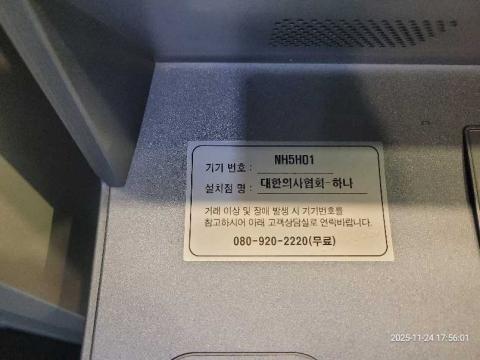 기기 번호 : NH5H01
설치점 명 : 대한의사협회-하나
거래 이상 및 장애 발생 시 기기번호를
참고하시어 아래 고객상담실로 연락바랍니다.
080-920-2220(무료)
2025-11-24 17:56:01